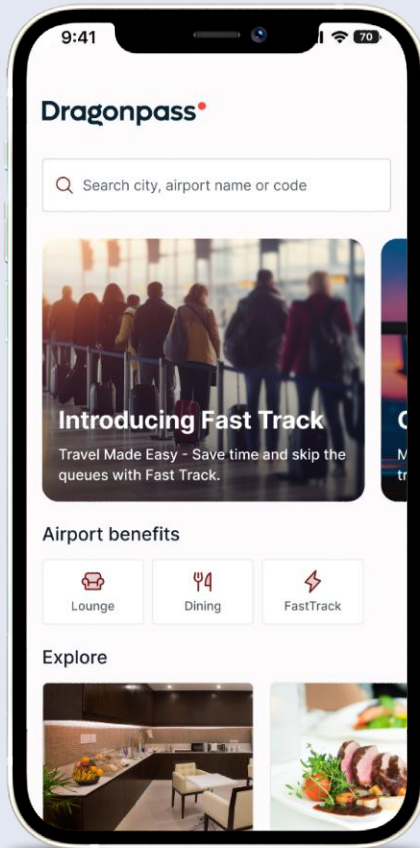 9:41
70
Dragonpass
Search city, airport name or code
Introducing Fast Track
Travel Made Easy - Save time and skip the
queues with Fast Track.
Airport benefits
Lounge
Dining
FastTrack
Explore